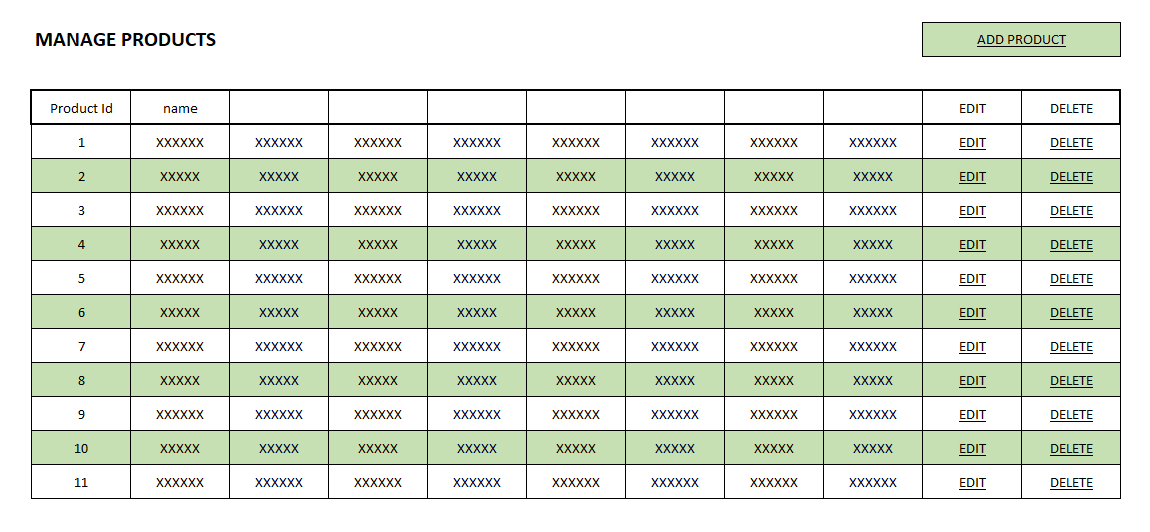 MANAGE PRODUCTS ADD PRODUCT
Product Id name EDIT DELETE
1 XXXXXX XXXXXX XXXXXX XXXXXX XXXXXX XXXXXX XXXXXX XXXXXX EDIT DELETE
2 XXXXX XXXXX XXXXX XXXXX XXXXX XXXXX XXXXX XXXXX EDIT DELETE
3 XXXXXX XXXXXX XXXXXX XXXXXX XXXXXX XXXXXX XXXXXX XXXXXX EDIT DELETE
4 XXXXX XXXXX XXXXX XXXXX XXXXX XXXXX XXXXX XXXXX EDIT DELETE
5 XXXXXX XXXXXX XXXXXX XXXXXX XXXXXX XXXXXX XXXXXX XXXXXX EDIT DELETE
6 XXXXX XXXXX XXXXX XXXXX XXXXX XXXXX XXXXX XXXXX EDIT DELETE
7 XXXXXX XXXXXX XXXXXX XXXXXX XXXXXX XXXXXX XXXXXX XXXXXX EDIT DELETE
8 XXXXX XXXXX XXXXX XXXXX XXXXX XXXXX XXXXX XXXXX EDIT DELETE
9 XXXXXX XXXXXX XXXXXX XXXXXX XXXXXX XXXXXX XXXXXX XXXXXX EDIT DELETE
10 XXXXX XXXXX XXXXX XXXXX XXXXX XXXXX XXXXX XXXXX EDIT DELETE
11 XXXXXX XXXXXX XXXXXX XXXXXX XXXXXX XXXXXX XXXXXX XXXXXX EDIT DELETE